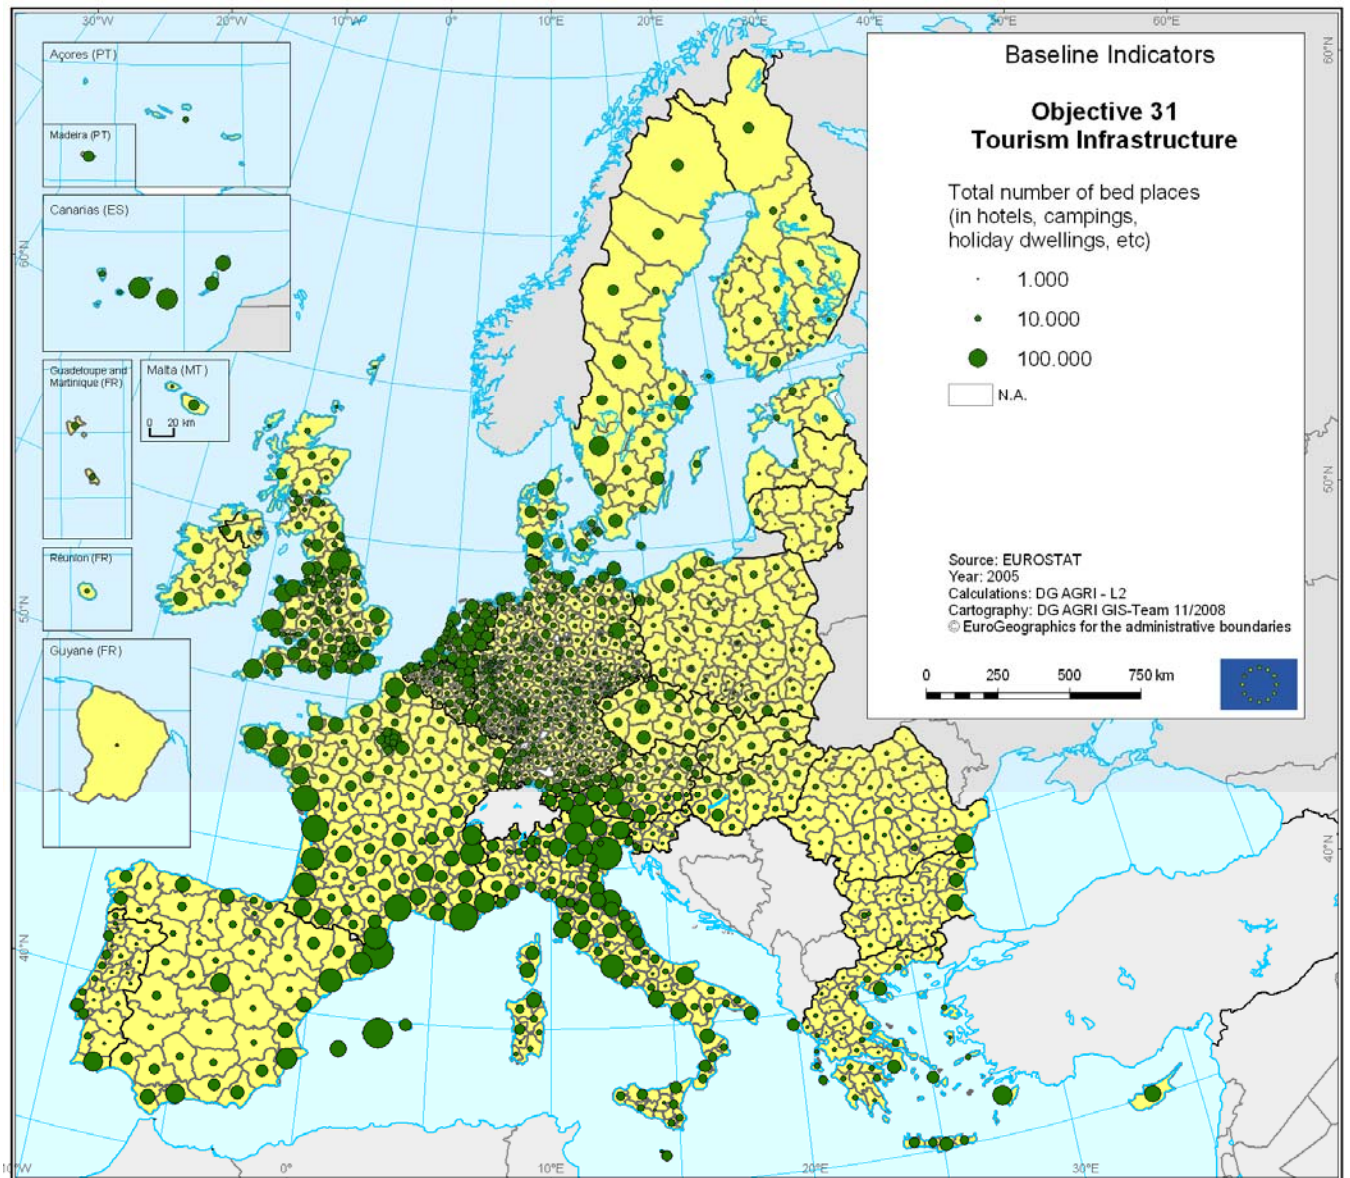 30°W 20°W 10°W 0° 10°E 20°E 30°E 40°E 50°E 60°E
Açores (PT)
Madeira (PT)
Canarias (ES)
Guadeloupe and
Martinique (FR)
Malta (MT)
0 20 km
Réunion (FR)
Guyane (FR)
Baseline Indicators
Objective 31
Tourism Infrastructure
Total number of bed places
(in hotels, campings,
holiday dwellings, etc)
1.000
10.000
100.000
N.A.
Source: EUROSTAT
Year: 2005
Calculations: DG AGRI - L2
Cartography: DG AGRI GIS-Team 11/2008
© EuroGeographics for the administrative boundaries
0 250 500 750 km
60°N
50°N
40°N
60°N
50°N
40°N
0° 10°E 20°E 30°E